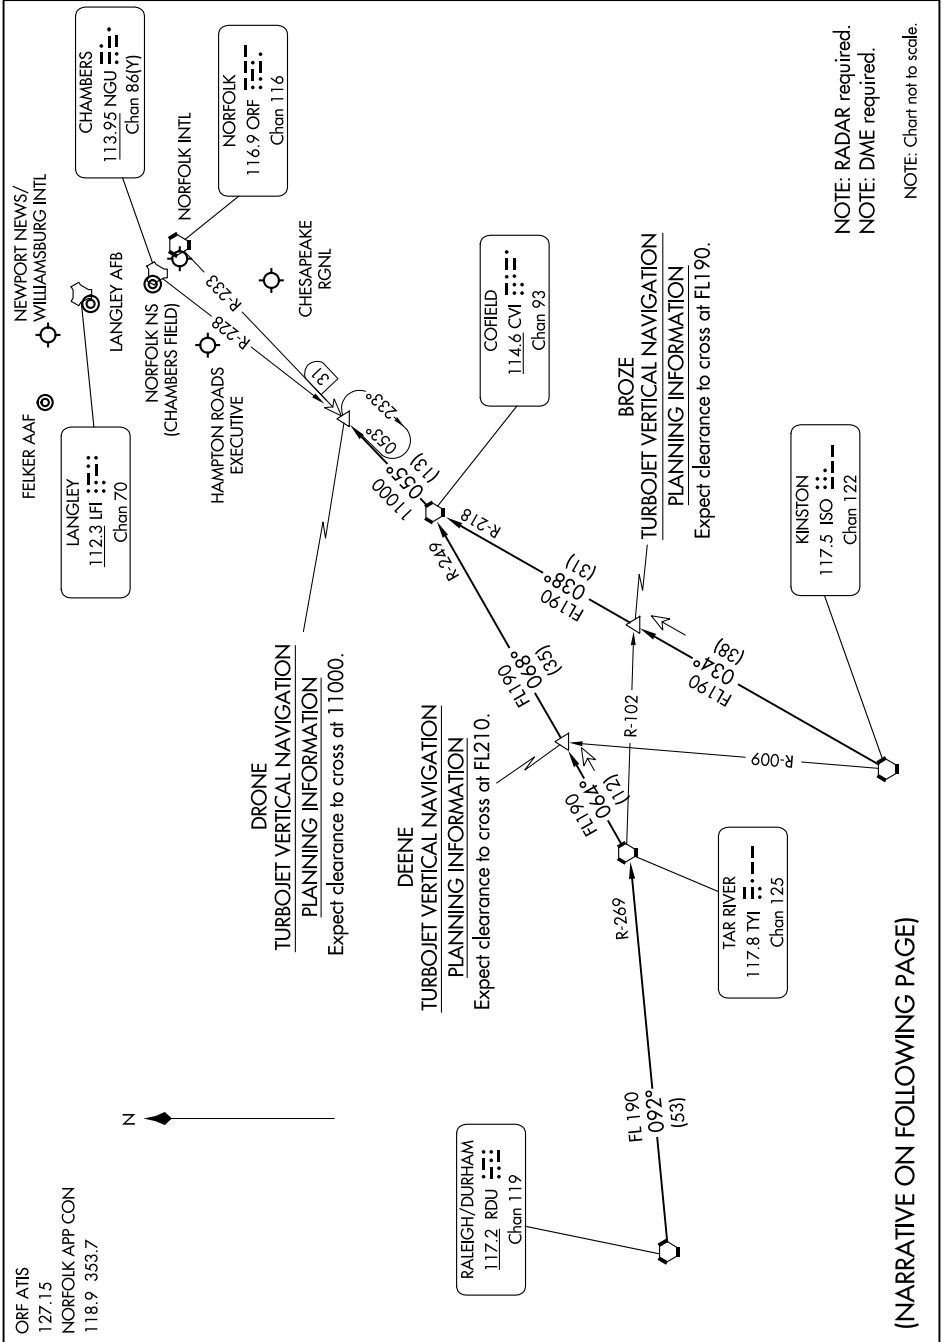 ORF ATIS
127.15
NORFOLK APP CON
118.9 353.7
N
FELKER AAF
NEWPORT NEWS/
WILLIAMSBURG INTL
LANGLEY
112.3 LFI
Chan 70
LANGLEY AFB
CHAMBERS
113.95 NGU
Chan 86(Y)
NORFOLK NS
(CHAMBERS FIELD)
NORFOLK INTL
NORFOLK
116.9 ORF
Chan 116
HAMPTON ROADS
EXECUTIVE
CHESAPEAKE
RGNL
R-228
R-233
31
233°
053°
DRONE
TURBOJET VERTICAL NAVIGATION
PLANNING INFORMATION
Expect clearance to cross at 11000.
11000
055°
(13)
COFIELD
114.6 CVI
Chan 93
R-249
R-218
DEENE
TURBOJET VERTICAL NAVIGATION
PLANNING INFORMATION
Expect clearance to cross at FL210.
FL190
068°
(35)
FL190
038°
(31)
BROZE
TURBOJET VERTICAL NAVIGATION
PLANNING INFORMATION
Expect clearance to cross at FL190.
FL190
064°
(12)
R-102
FL190
034°
(38)
R-009
KINSTON
117.5 ISO
Chan 122
RALEIGH/DURHAM
117.2 RDU
Chan 119
FL 190
092°
(53)
R-269
TAR RIVER
117.8 TYI
Chan 125
NOTE: RADAR required.
NOTE: DME required.
NOTE: Chart not to scale.
(NARRATIVE ON FOLLOWING PAGE)